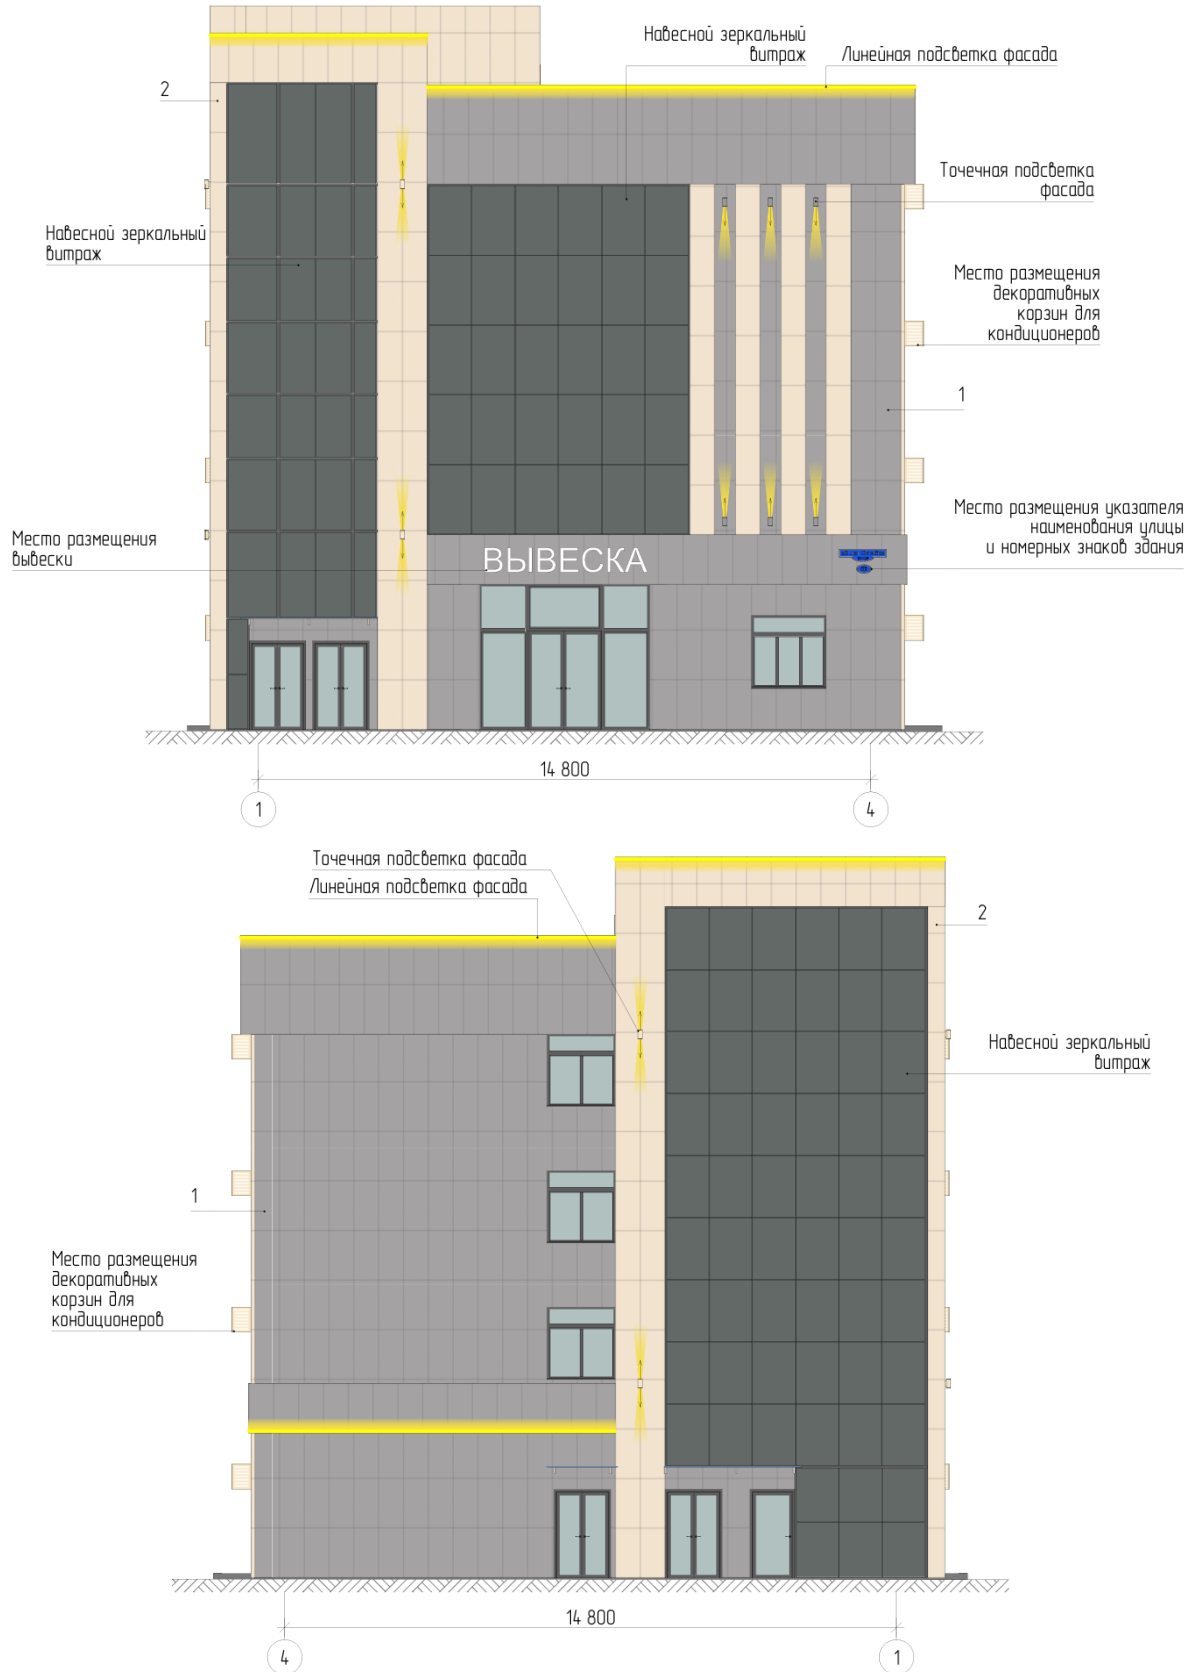 Навесной зеркальный
витраж
Линейная подсветка фасада
2
Точечная подсветка
фасада
Навесной зеркальный
витраж
Место размещения
декоративных
корзин для
кондиционеров
1
Место размещения указателя
наименования улицы
и номерных знаков здания
Место размещения
вывески
ВЫВЕСКА
14 800
1
4
Точечная подсветка фасада
Линейная подсветка фасада
2
Навесной зеркальный
витраж
1
Место размещения
декоративных
корзин для
кондиционеров
14 800
4
1